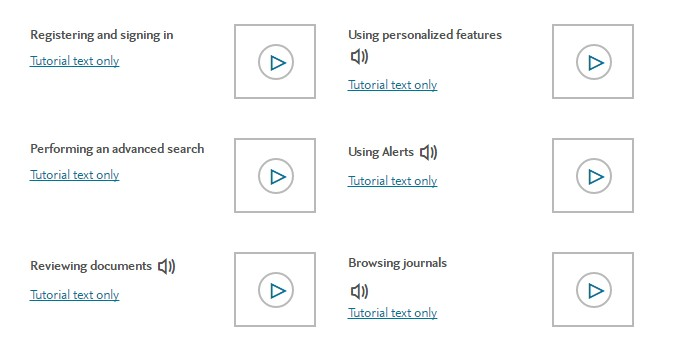 Registering and signing in
Tutorial text only
Using personalized features
Tutorial text only
Performing an advanced search
Tutorial text only
Using Alerts
Tutorial text only
Reviewing documents
Tutorial text only
Browsing journals
Tutorial text only